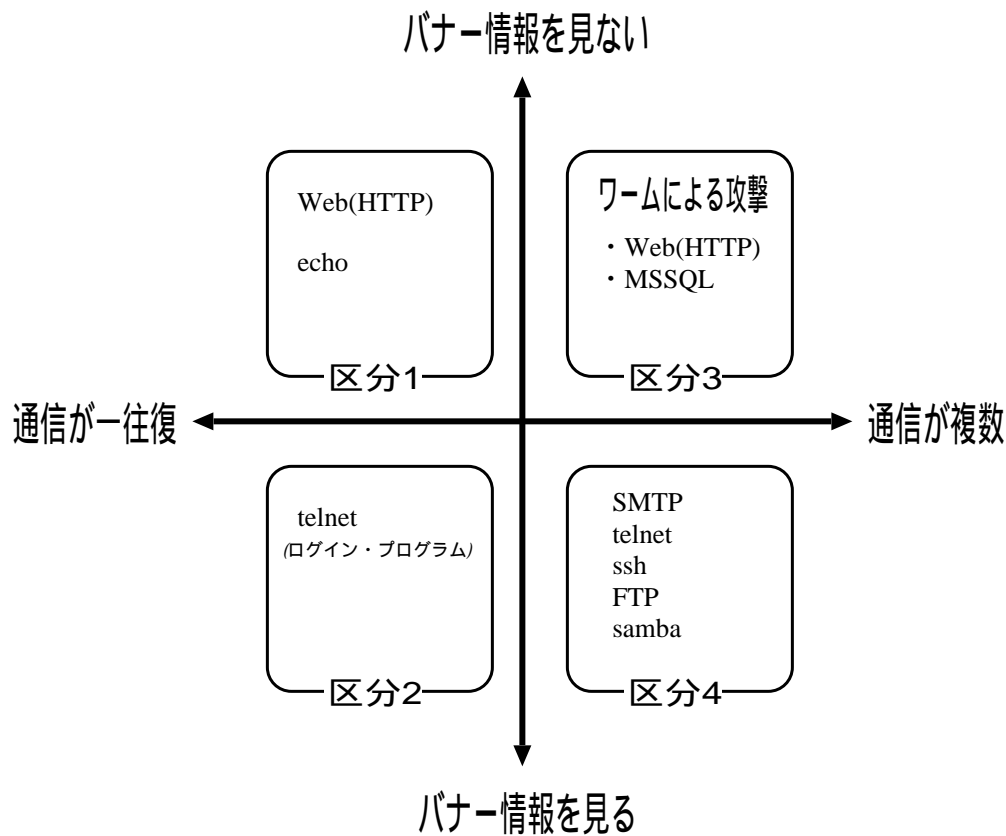 バナー情報を見ない
Web(HTTP)
echo
区分1
ワームによる攻撃
・Web(HTTP)
・MSSQL
区分3
通信が一往復
通信が複数
telnet
(ログイン・プログラム)
区分2
SMTP
telnet
ssh
FTP
samba
区分4
バナー情報を見る